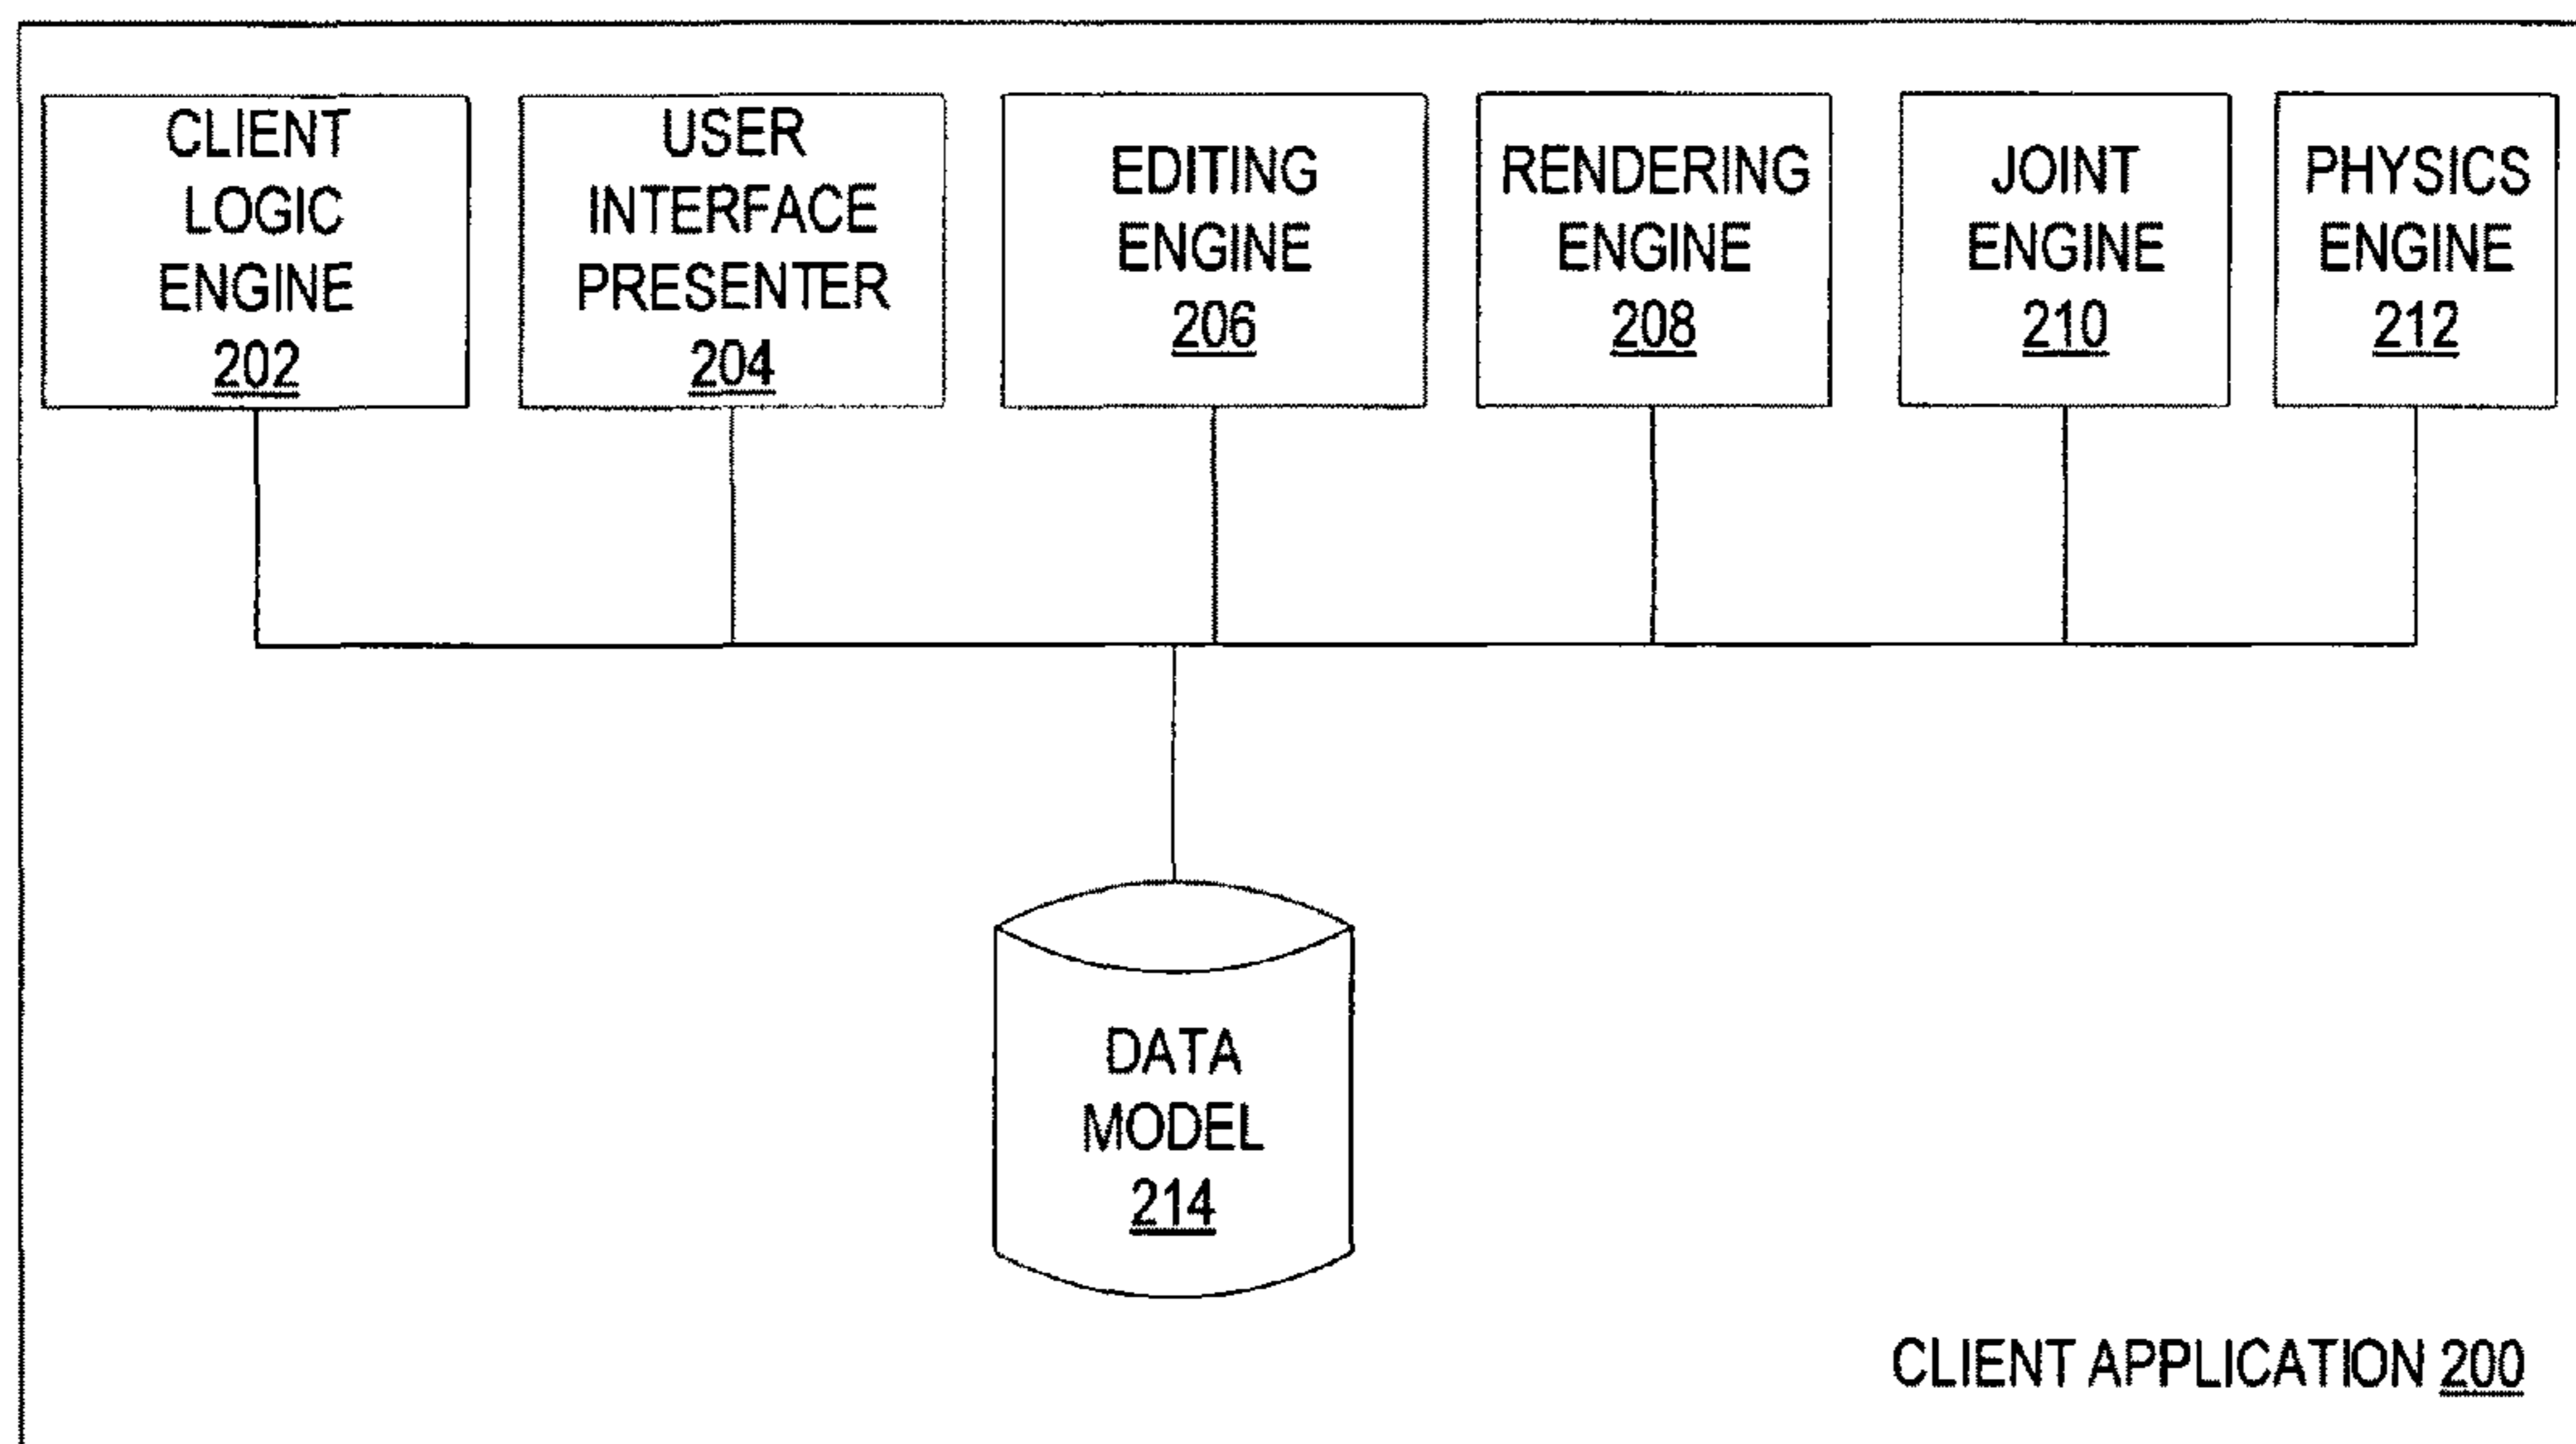 CLIENT
LOGIC
ENGINE
202
USER
INTERFACE
PRESENTER
204
EDITING
ENGINE
206
RENDERING
ENGINE
208
JOINT
ENGINE
210
PHYSICS
ENGINE
212
DATA
MODEL
214
CLIENT APPLICATION 200